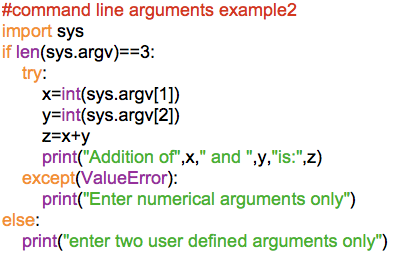 #command line arguments example2
import sys
if len(sys.argv)==3:
    try:
        x=int(sys.argv[1])
        y=int(sys.argv[2])
        z=x+y
        print("Addition of",x," and ",y,"is:",z)
    except(ValueError):
        print("Enter numerical arguments only")
else:
    print("enter two user defined arguments only")